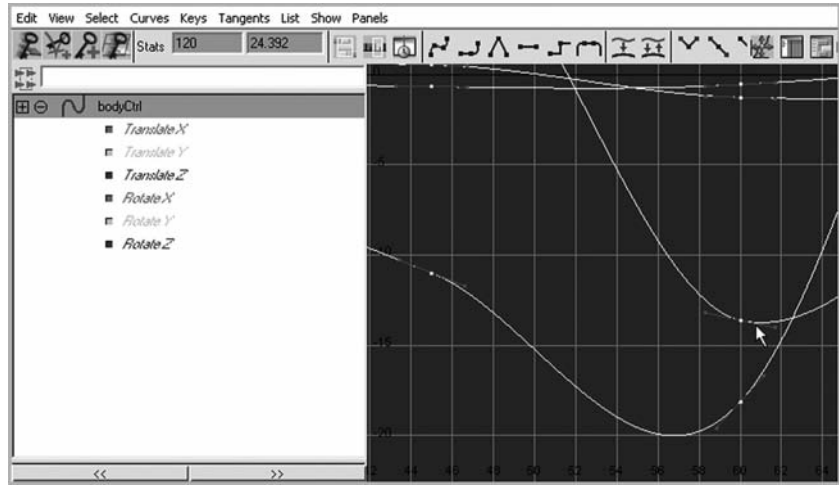 Edit View Select Curves Keys Tangents List Show Panels
Stats 120 24.392
bodyCtrl
Translate X
Translate Y
Translate Z
Rotate X
Rotate Y
Rotate Z
0
-5
-10
-15
-20
<< >>
42 44 46 48 50 52 54 56 58 60 62 64